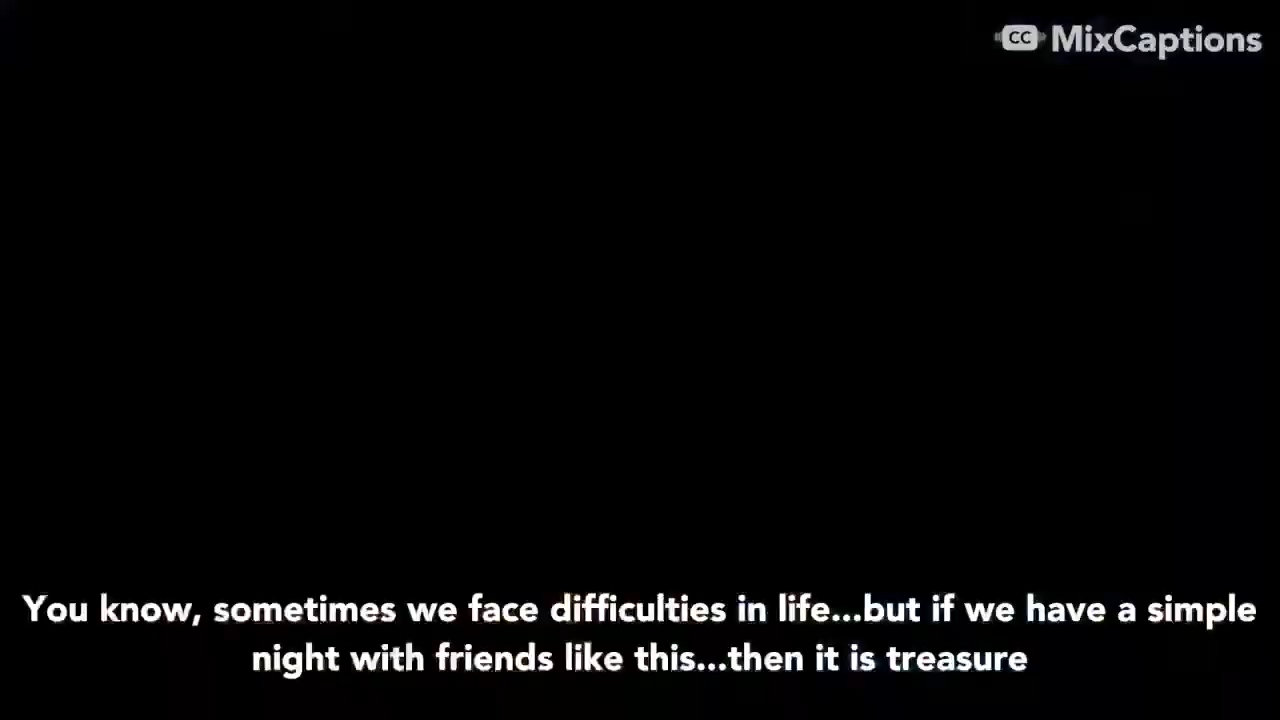 CC MixCaptions
You know, sometimes we face difficulties in life...but if we have a simple
night with friends like this...then it is treasure